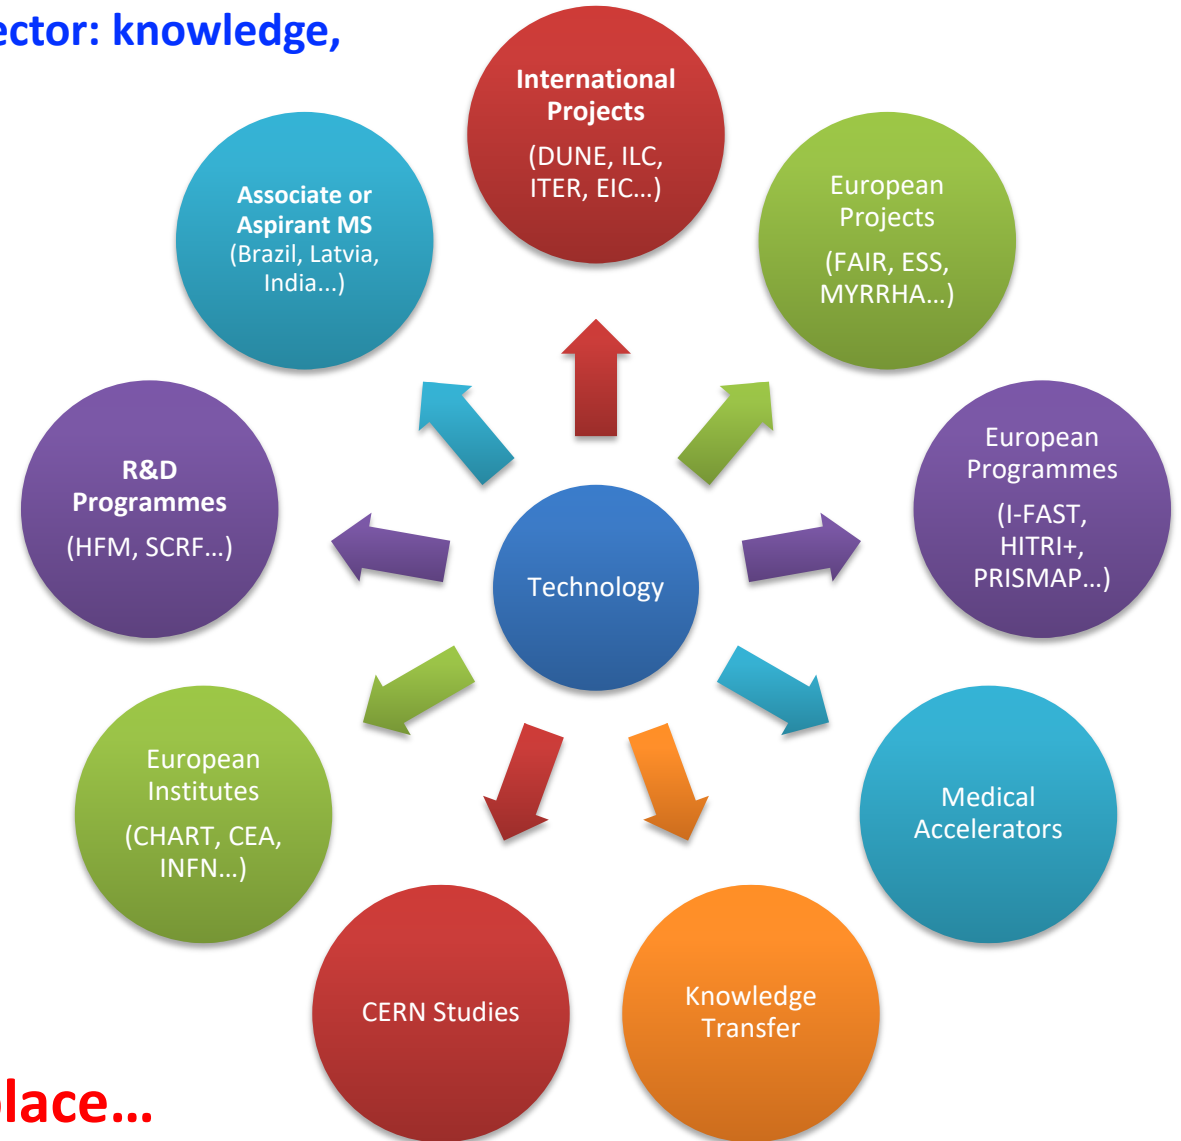 ector: knowledge,
International
Projects
(DUNE, ILC,
ITER, EIC…)
European
Projects
(FAIR, ESS,
MYRRHA…)
European
Programmes
(I-FAST,
HITRI+,
PRISMAP…)
Medical
Accelerators
Knowledge
Transfer
CERN Studies
European
Institutes
(CHART, CEA,
INFN…)
R&D
Programmes
(HFM, SCRF…)
Associate or
Aspirant MS
(Brazil, Latvia,
India...)
Technology
place…